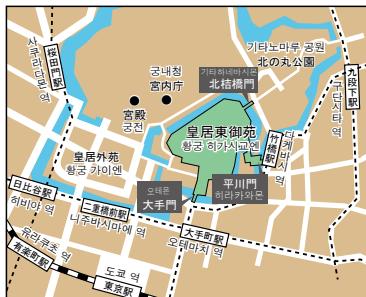 기타노마루 공원
北の丸公園
기타하네바시몬
北桔橋門
궁내청
宮内庁
사쿠라다몬 역
桜田門駅
九段下駅
구단시타 역
宮殿
궁전
皇居東御苑
황궁 히가시교엔
竹橋駅
다케바시 역
皇居外苑
황궁 가이엔
오테몬
大手門
平川門
히라카와몬
日比谷駅
히비야 역
二重橋前駅
니주바시마에 역
大手町駅
오테마치 역
유라쿠초 역
有楽町駅
도쿄 역
東京駅